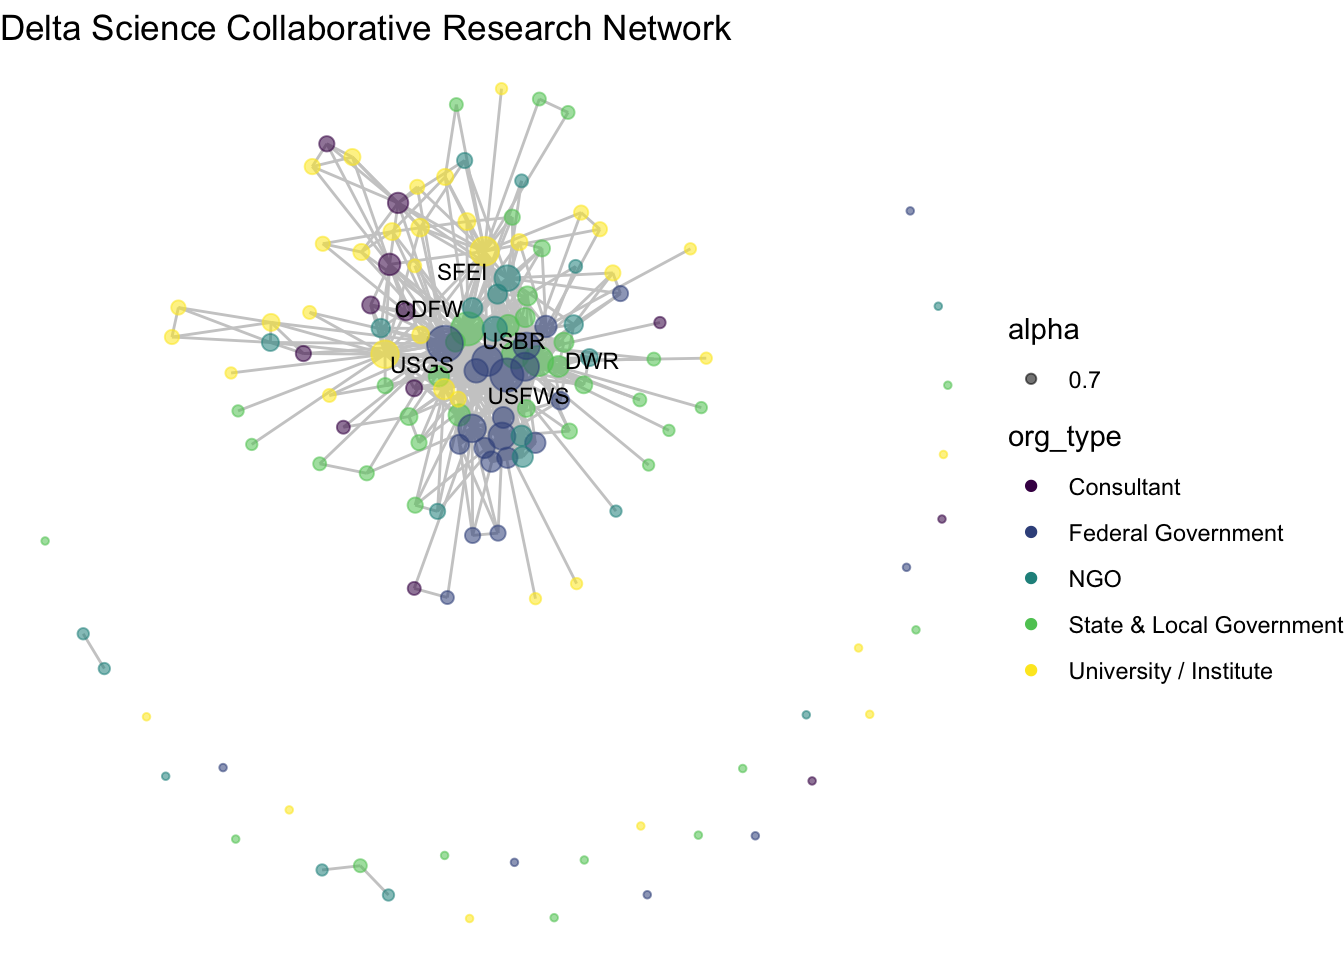 Delta Science Collaborative Research Network
SFEI
CDFW
USBR
USGS
DWR
USFWS
alpha
0.7
org_type
Consultant
Federal Government
NGO
State & Local Government
University / Institute